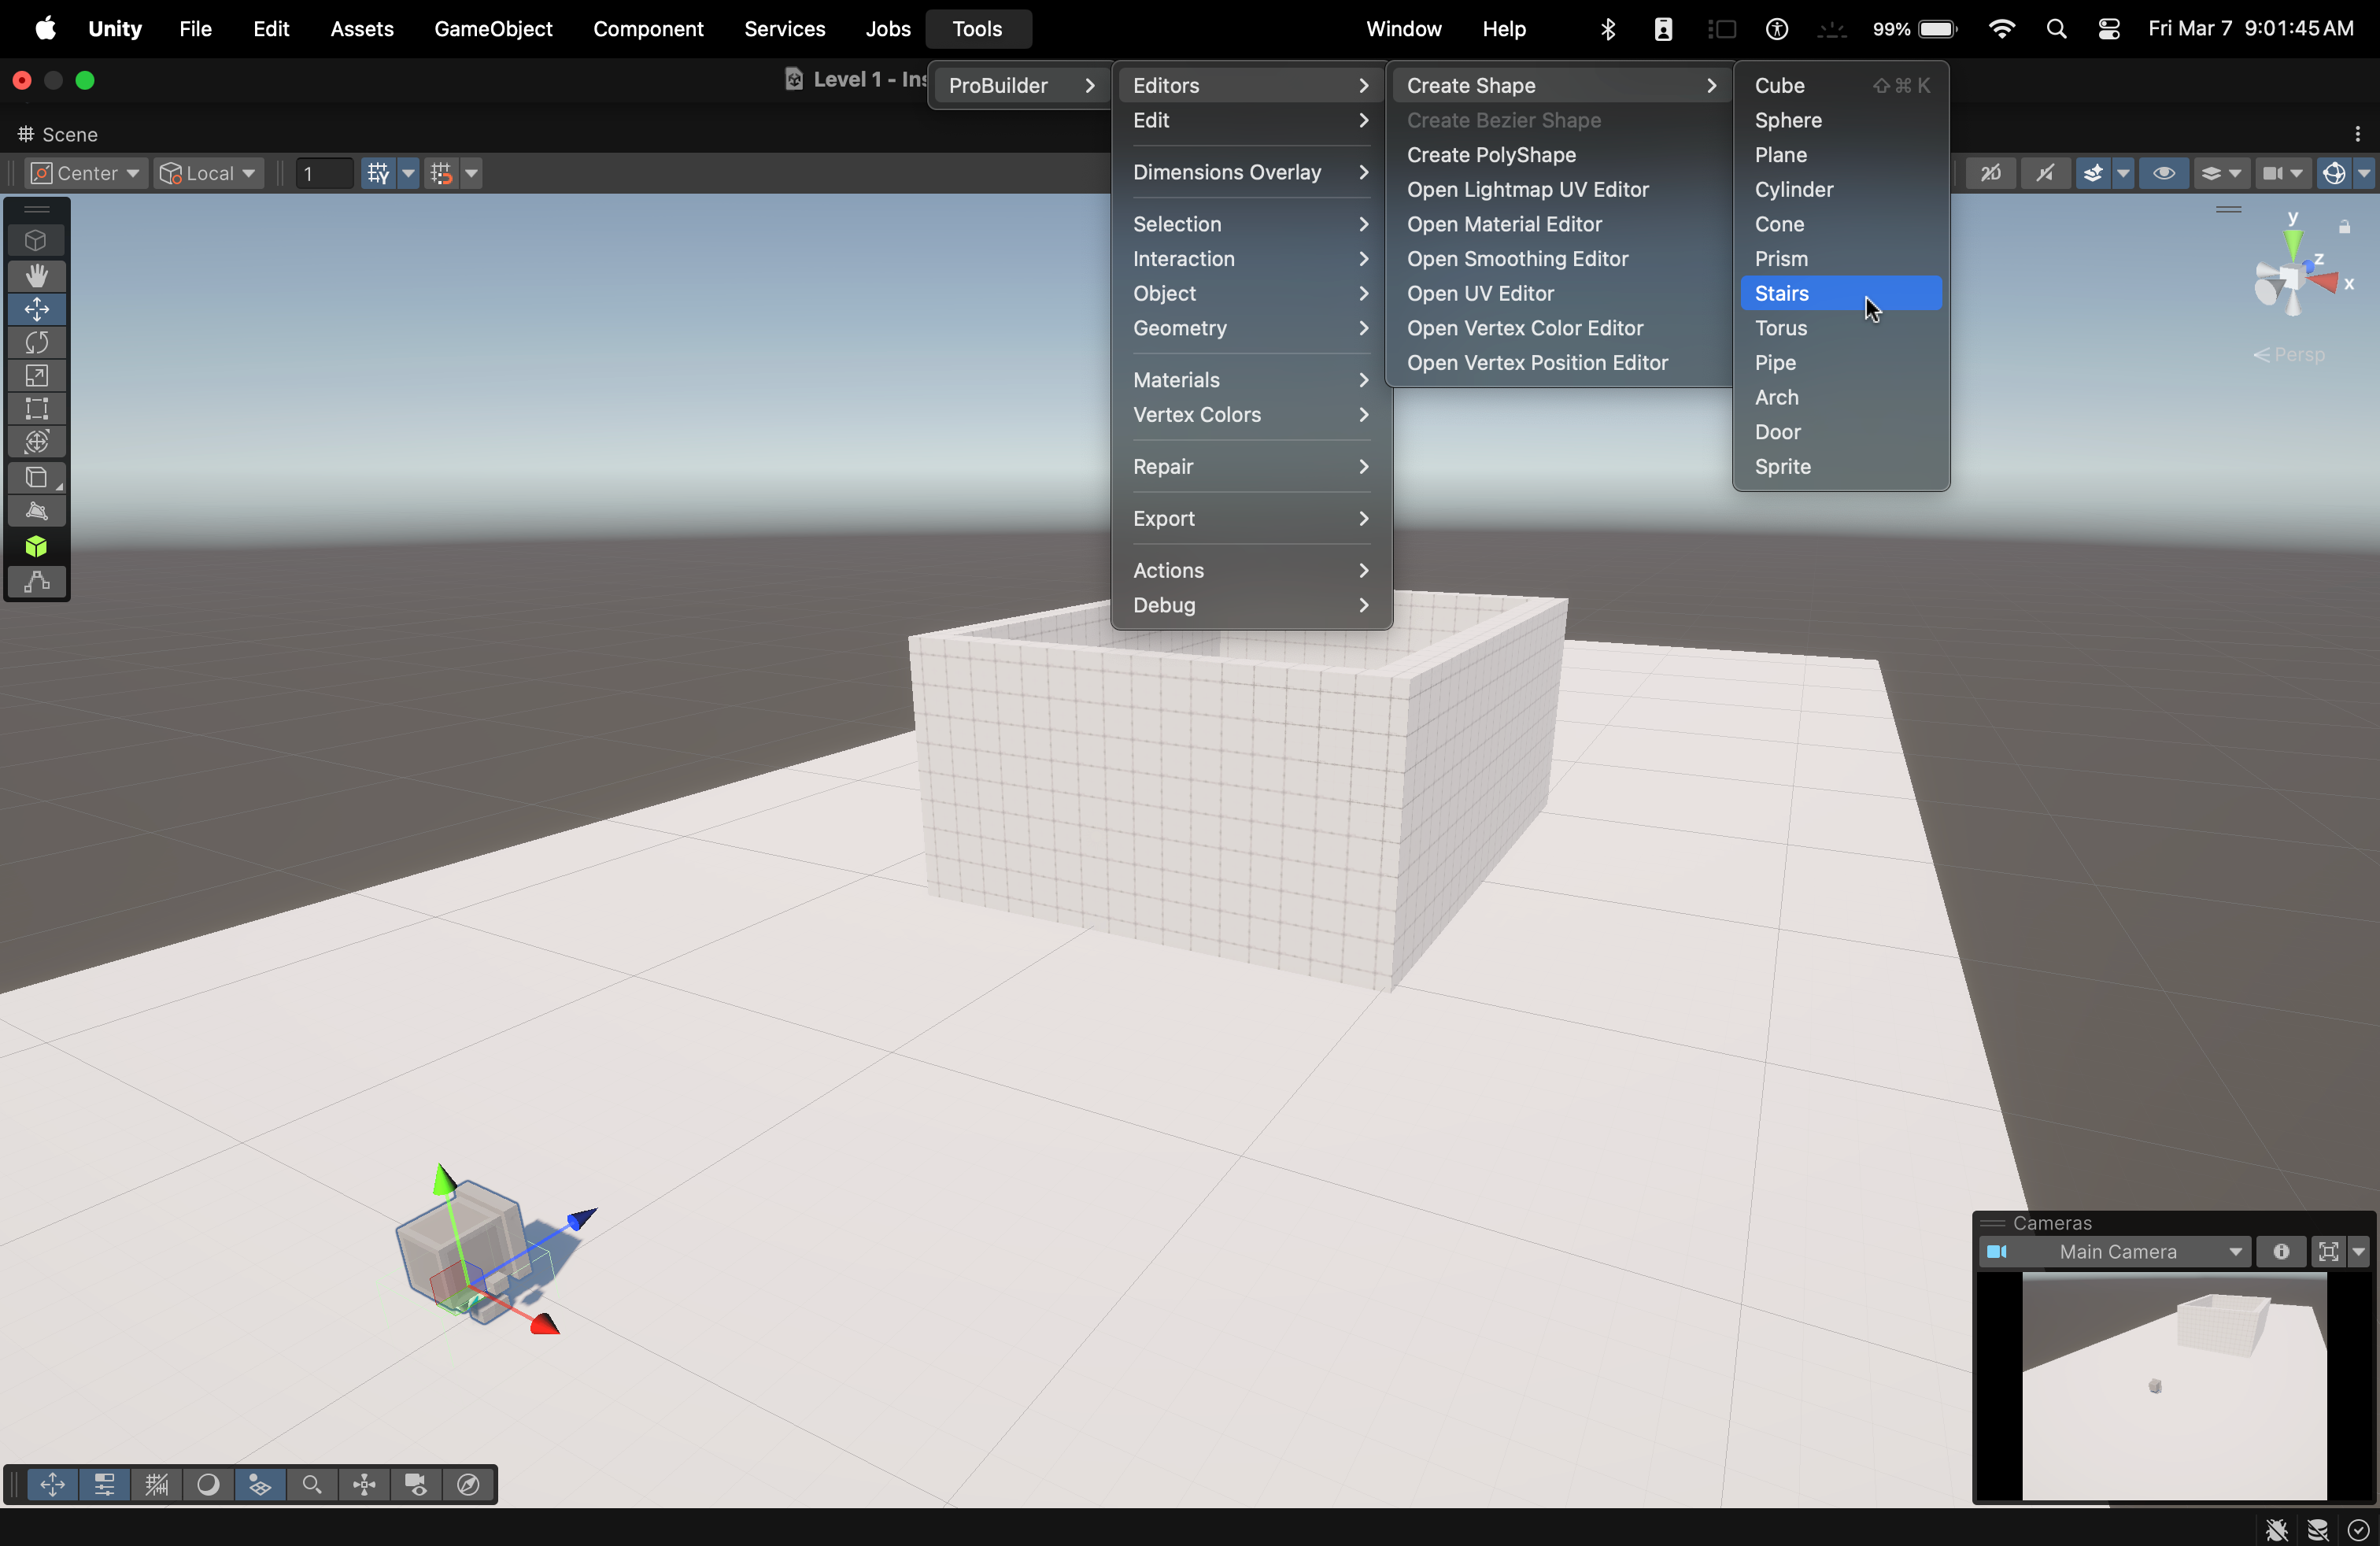 Unity File Edit Assets GameObject Component Services Jobs Tools Window Help 99% Fri Mar 7 9:01:45 AM
Level 1 - Ins
ProBuilder
Editors
Edit
Dimensions Overlay
Selection
Interaction
Object
Geometry
Materials
Vertex Colors
Repair
Export
Actions
Debug
Create Shape
Create Bezier Shape
Create PolyShape
Open Lightmap UV Editor
Open Material Editor
Open Smoothing Editor
Open UV Editor
Open Vertex Color Editor
Open Vertex Position Editor
Cube ⇧⌘K
Sphere
Plane
Cylinder
Cone
Prism
Stairs
Torus
Pipe
Arch
Door
Sprite
Scene
Center Local 1 2D
y
z
x
Persp
Cameras
Main Camera